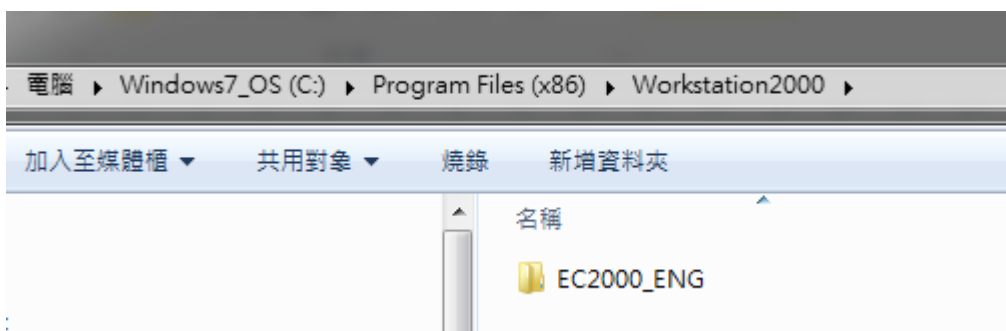 電腦 ▸ Windows7_OS (C:) ▸ Program Files (x86) ▸ Workstation2000 ▸
加入至媒體櫃 ▼ 共用對象 ▼ 燒錄 新增資料夾
名稱
EC2000_ENG